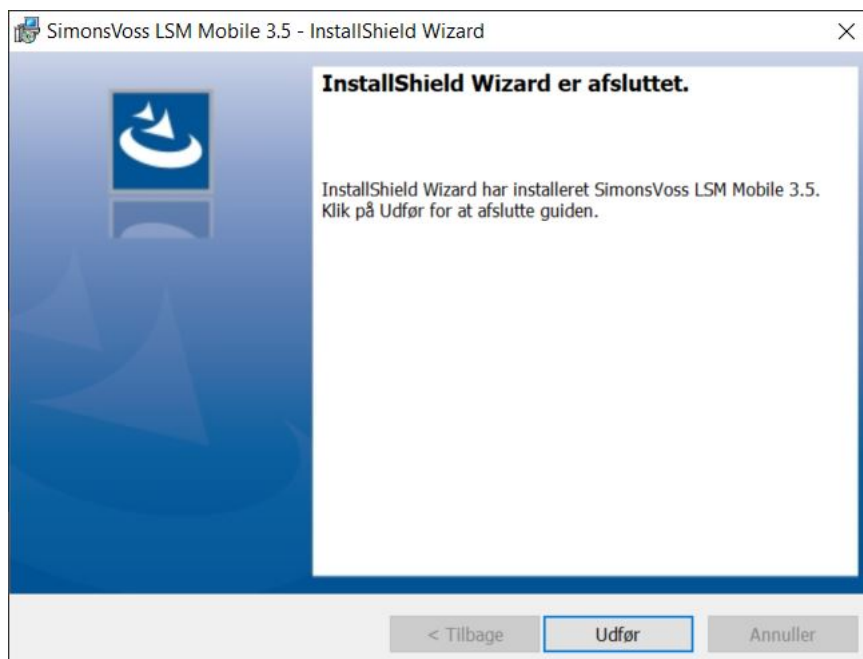 SimonsVoss LSM Mobile 3.5 - InstallShield Wizard
InstallShield Wizard er afsluttet.
InstallShield Wizard har installeret SimonsVoss LSM Mobile 3.5.
Klik på Udfør for at afslutte guiden.
< Tilbage
Udfør
Annuller